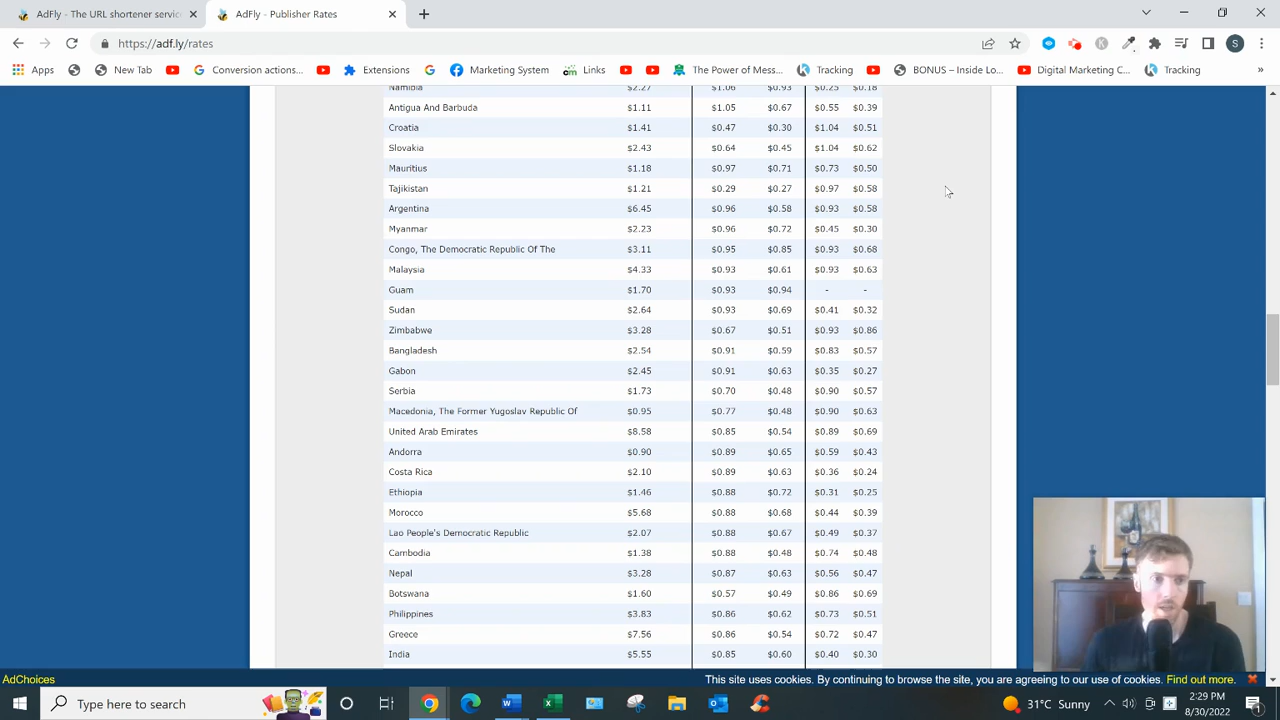 AdFly - The URL shortener servic
AdFly - Publisher Rates
https://adf.ly/rates
S
Apps
New Tab
Conversion actions...
Extensions
Marketing System
Links
The Power of Mess...
Tracking
BONUS – Inside Lo...
Digital Marketing C...
Tracking
»
Namibia $2.27 $1.06 $0.93 $0.25 $0.18
Antigua And Barbuda $1.11 $1.05 $0.67 $0.55 $0.39
Croatia $1.41 $0.47 $0.30 $1.04 $0.51
Slovakia $2.43 $0.64 $0.45 $1.04 $0.62
Mauritius $1.18 $0.97 $0.71 $0.73 $0.50
Tajikistan $1.21 $0.29 $0.27 $0.97 $0.58
Argentina $6.45 $0.96 $0.58 $0.93 $0.58
Myanmar $2.23 $0.96 $0.72 $0.45 $0.30
Congo, The Democratic Republic Of The $3.11 $0.95 $0.85 $0.93 $0.68
Malaysia $4.33 $0.93 $0.61 $0.93 $0.63
Guam $1.70 $0.93 $0.94 - -
Sudan $2.64 $0.93 $0.69 $0.41 $0.32
Zimbabwe $3.28 $0.67 $0.51 $0.93 $0.86
Bangladesh $2.54 $0.91 $0.59 $0.83 $0.57
Gabon $2.45 $0.91 $0.63 $0.35 $0.27
Serbia $1.73 $0.70 $0.48 $0.90 $0.57
Macedonia, The Former Yugoslav Republic Of $0.95 $0.77 $0.48 $0.90 $0.63
United Arab Emirates $8.58 $0.85 $0.54 $0.89 $0.69
Andorra $0.90 $0.89 $0.65 $0.59 $0.43
Costa Rica $2.10 $0.89 $0.63 $0.36 $0.24
Ethiopia $1.46 $0.88 $0.72 $0.31 $0.25
Morocco $5.68 $0.88 $0.68 $0.44 $0.39
Lao People's Democratic Republic $2.07 $0.88 $0.67 $0.49 $0.37
Cambodia $1.38 $0.88 $0.48 $0.74 $0.48
Nepal $3.28 $0.87 $0.63 $0.56 $0.47
Botswana $1.60 $0.57 $0.49 $0.86 $0.69
Philippines $3.83 $0.86 $0.62 $0.73 $0.51
Greece $7.56 $0.86 $0.54 $0.72 $0.47
India $5.55 $0.85 $0.60 $0.40 $0.30
AdChoices
This site uses cookies. By continuing to browse the site, you are agreeing to our use of cookies. Find out more.
Type here to search
31°C Sunny
2:29 PM
8/30/2022
1